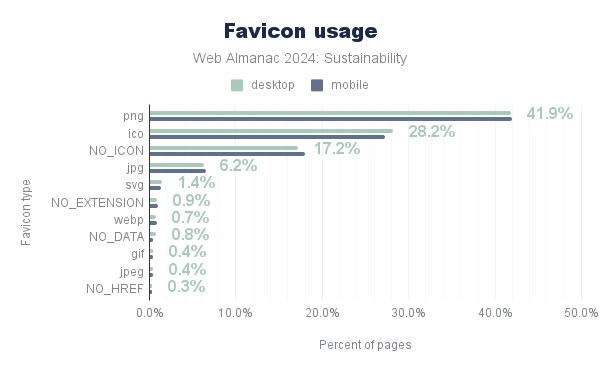 Favicon usage
Web Almanac 2024: Sustainability
desktop mobile
Favicon type
png 41.9%
ico 28.2%
NO_ICON 17.2%
jpg 6.2%
svg 1.4%
NO_EXTENSION 0.9%
webp 0.7%
NO_DATA 0.8%
gif 0.4%
jpeg 0.4%
NO_HREF 0.3%
0.0% 10.0% 20.0% 30.0% 40.0% 50.0%
Percent of pages